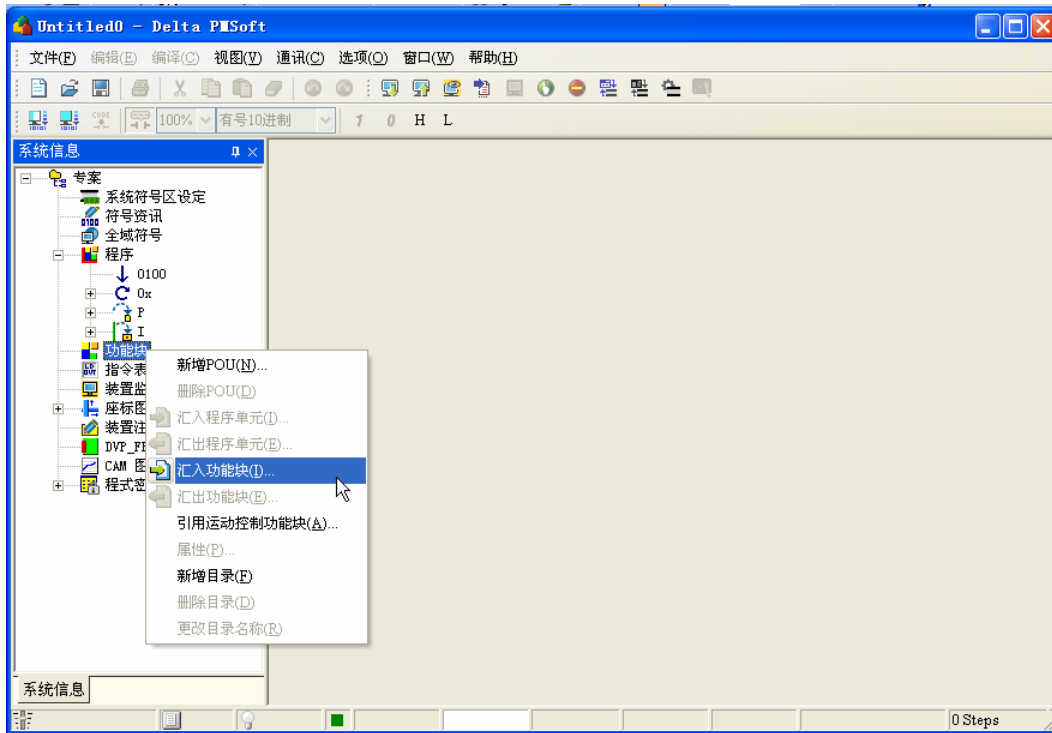 Untitled0 - Delta PMSoft
文件(F) 编辑(E) 编译(C) 视图(V) 通讯(C) 选项(O) 窗口(W) 帮助(H)
CODE 100% 有号10进制 1 0 H L
系统信息
专案
系统符号区设定
符号资讯
全域符号
程序
0100
0x
P
I
功能块
指令表
装置监
座标图
装置注
DVP_FF
CAM 图
程式密
新增POU(N)...
删除POU(D)
汇入程序单元(I)...
汇出程序单元(E)...
汇入功能块(I)...
汇出功能块(E)...
引用运动控制功能块(A)...
属性(P)...
新增目录(F)
删除目录(D)
更改目录名称(R)
系统信息
0 Steps